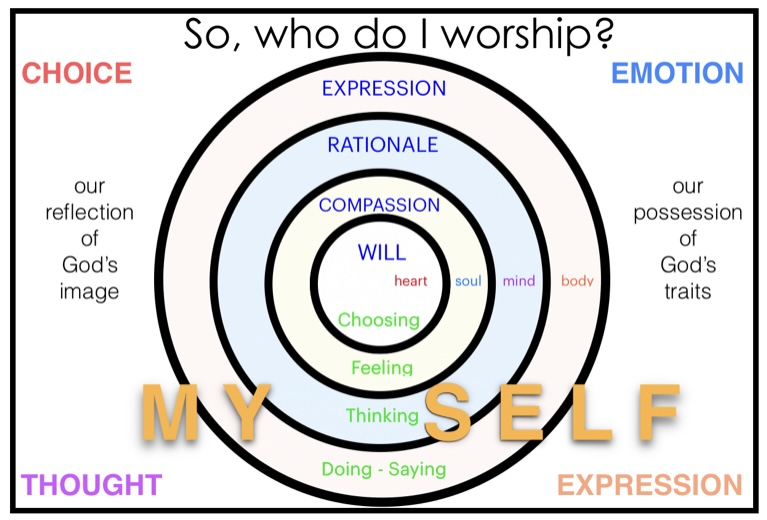 So, who do I worship?
CHOICE
EMOTION
EXPRESSION
RATIONALE
COMPASSION
WILL
our
reflection
of
God's
image
our
possession
of
God's
traits
heart soul mind body
Choosing
Feeling
Thinking
MY SELF
Doing - Saying
THOUGHT
EXPRESSION